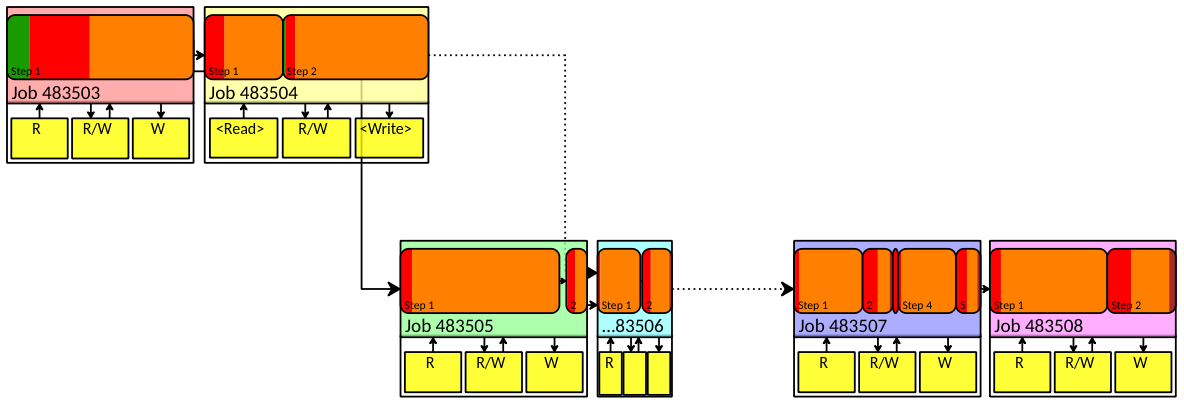 Step 1
Job 483503
R R/W W
Step 1 Step 2
Job 483504
<Read> R/W <Write>
Step 1 2
Job 483505
R R/W W
Step 1 2
...83506
R
Step 1 2 Step 4 5
Job 483507
R R/W W
Step 1 Step 2
Job 483508
R R/W W